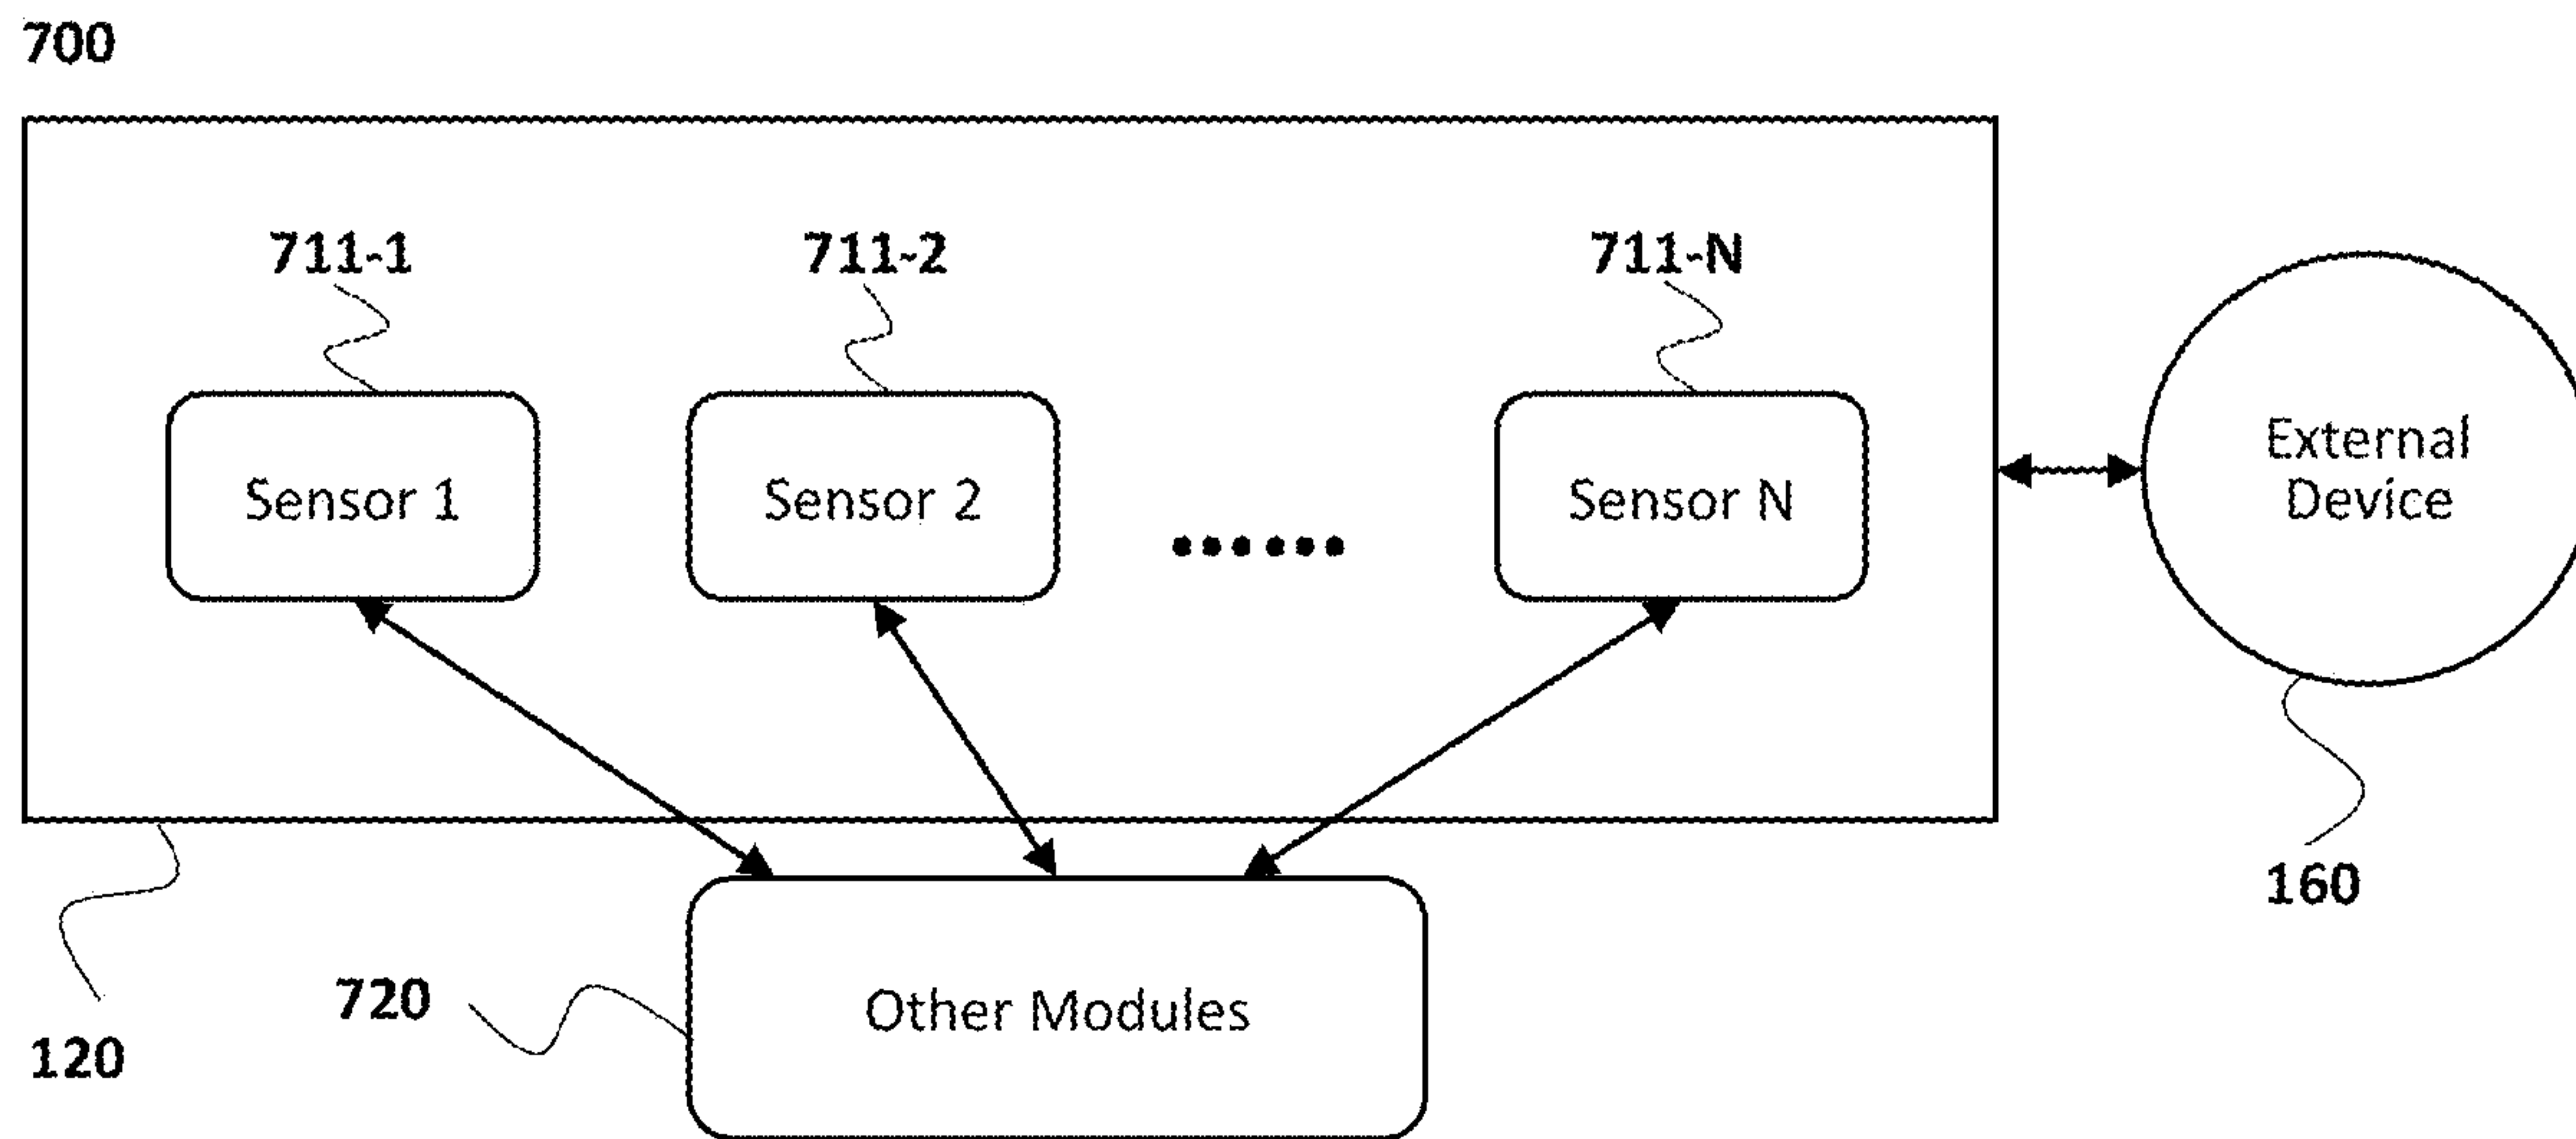 700
711-1
711-2
711-N
Sensor 1
Sensor 2
......
Sensor N
External
Device
160
720
Other Modules
120